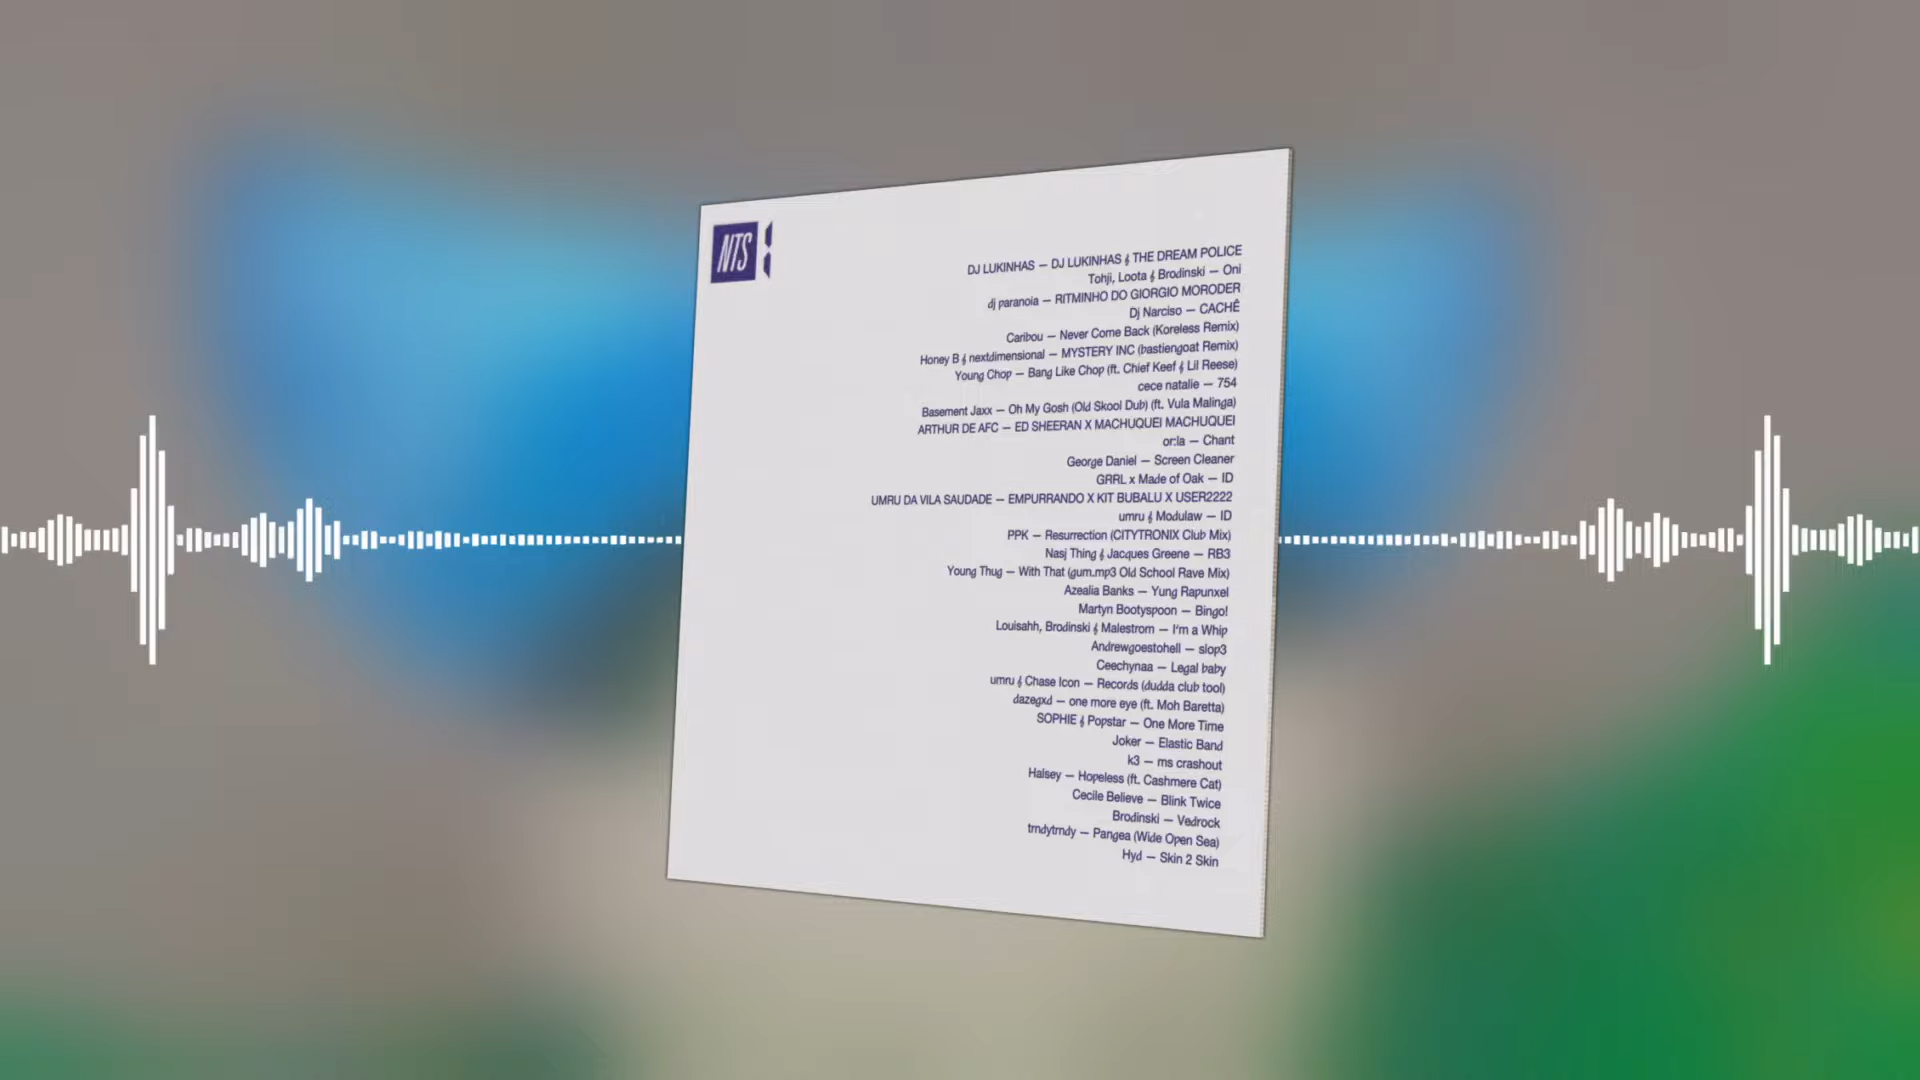 NTS
DJ LUKINHAS — DJ LUKINHAS & THE DREAM POLICE
Tohji, Loota & Brodinski — Oni
dj paranoia — RITMINHO DO GIORGIO MORODER
Dj Narciso — CACHÊ
Caribou — Never Come Back (Koreless Remix)
Honey B & nextdimensional — MYSTERY INC (bastiengoat Remix)
Young Chop — Bang Like Chop (ft. Chief Keef & Lil Reese)
cece natalie — 754
Basement Jaxx — Oh My Gosh (Old Skool Dub) (ft. Vula Malinga)
ARTHUR DE AFC — ED SHEERAN X MACHUQUEI MACHUQUEI
or:la — Chant
George Daniel — Screen Cleaner
GRRL x Made of Oak — ID
UMRU DA VILA SAUDADE — EMPURRANDO X KIT BUBALU X USER2222
umru & Modulaw — ID
PPK — Resurrection (CITYTRONIX Club Mix)
Nasj Thing & Jacques Greene — RB3
Young Thug — With That (gum.mp3 Old School Rave Mix)
Azealia Banks — Yung Rapunxel
Martyn Bootyspoon — Bingo!
Louisahh, Brodinski & Malestrom — I'm a Whip
Andrewgoestohell — slop3
Ceechynaa — Legal baby
umru & Chase Icon — Records (dudda club tool)
dazegxd — one more eye (ft. Moh Baretta)
SOPHIE & Popstar — One More Time
Joker — Elastic Band
k3 — ms crashout
Halsey — Hopeless (ft. Cashmere Cat)
Cecile Believe — Blink Twice
Brodinski — Vedrock
trndytrndy — Pangea (Wide Open Sea)
Hyd — Skin 2 Skin